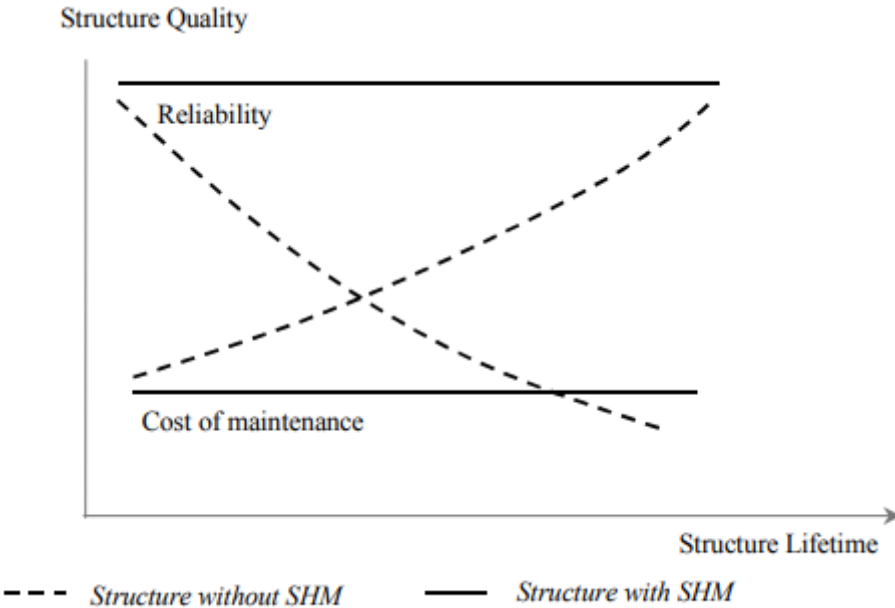 Structure Quality
Reliability
Cost of maintenance
Structure Lifetime
Structure without SHM
Structure with SHM